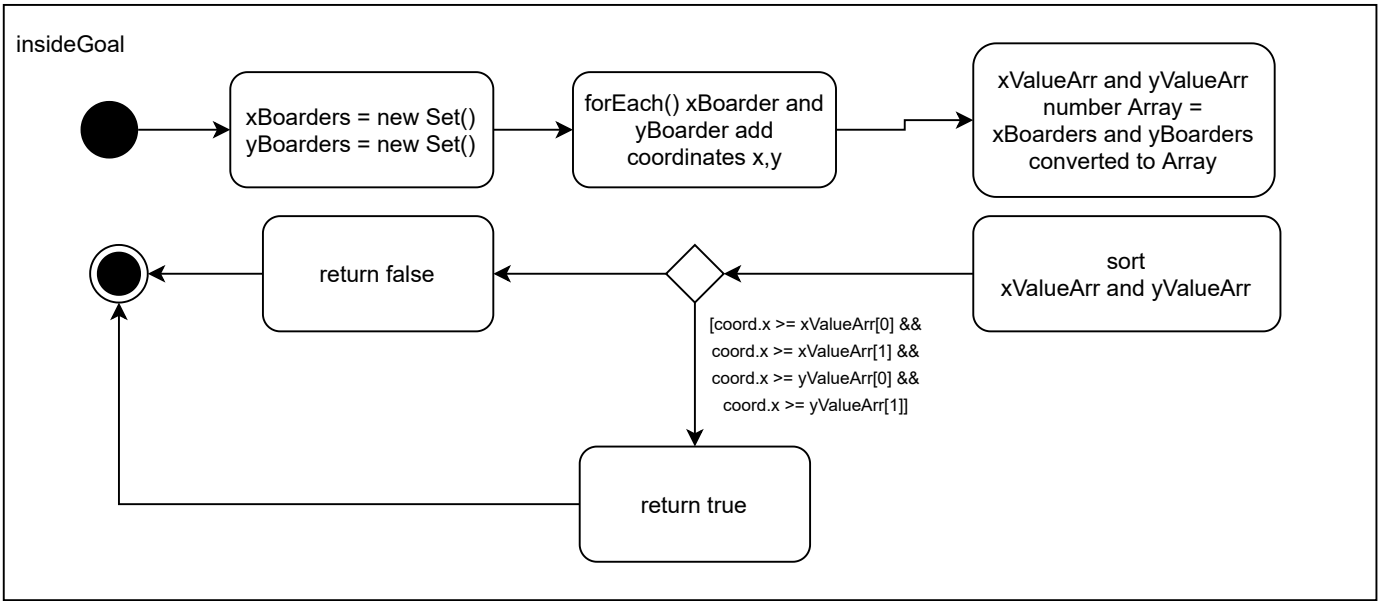 insideGoal
xBoarders = new Set()
yBoarders = new Set()
forEach() xBoarder and
yBoarder add
coordinates x,y
xValueArr and yValueArr
number Array =
xBoarders and yBoarders
converted to Array
return false
sort
xValueArr and yValueArr
[coord.x >= xValueArr[0] &&
coord.x >= xValueArr[1] &&
coord.x >= yValueArr[0] &&
coord.x >= yValueArr[1]]
return true